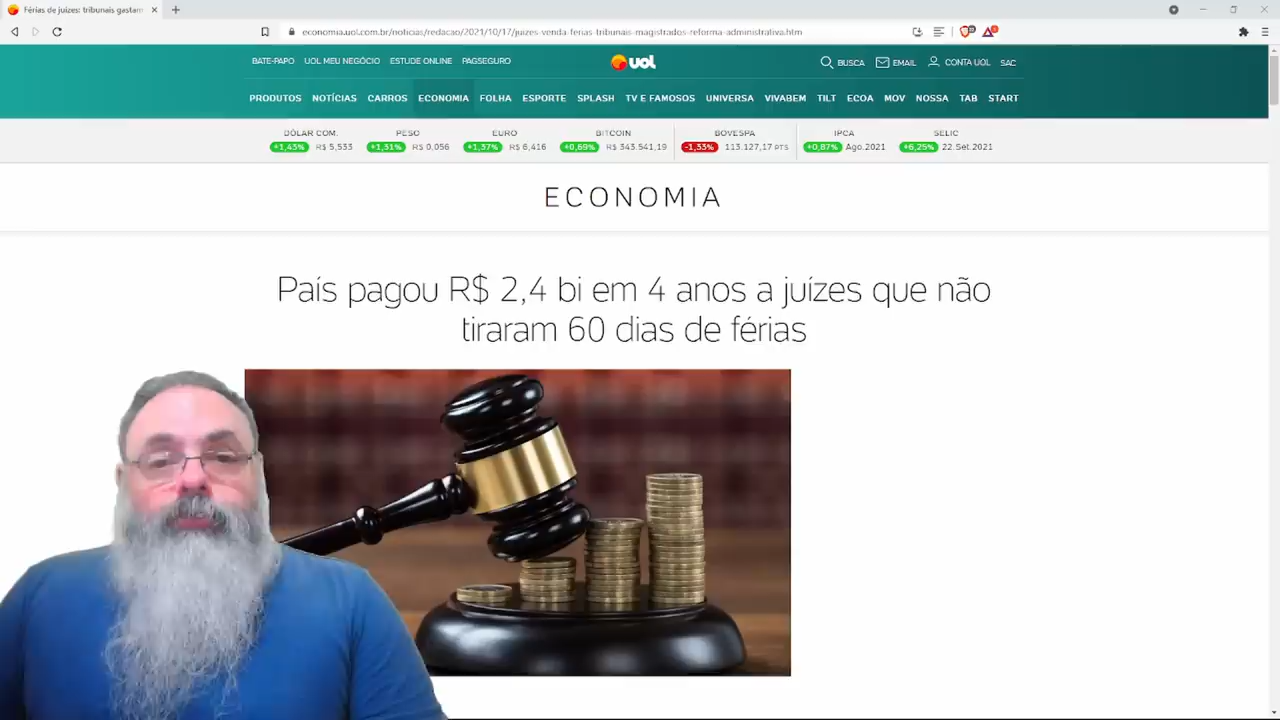 Férias de juízes: tribunais gastam
economia.uol.com.br/noticias/redacao/2021/10/17/juizes-venda-ferias-tribunais-magistrados-reforma-administrativa.htm
BATE-PAPO UOL MEU NEGÓCIO ESTUDE ONLINE PAGSEGURO
UOL
BUSCA EMAIL CONTA UOL SAC
PRODUTOS NOTÍCIAS CARROS ECONOMIA FOLHA ESPORTE SPLASH TV E FAMOSOS UNIVERSA VIVABEM TILT ECOA MOV NOSSA TAB START
DÓLAR COM. PESO EURO BITCOIN BOVESPA IPCA SELIC
+1,43% R$ 5,533 +1,31% R$ 0,056 +1,37% R$ 6,416 +0,69% R$ 343.541,19 -1,33% 113.127,17 PTS +0,87% Ago.2021 +6,25% 22.Set.2021
ECONOMIA
País pagou R$ 2,4 bi em 4 anos a juízes que não
tiraram 60 dias de férias